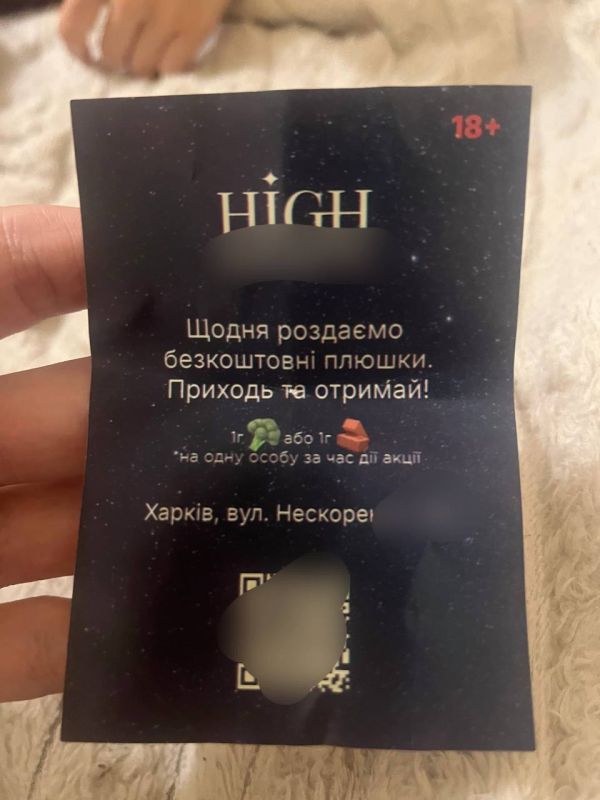 18+
HIGH
Щодня роздаємо
безкоштовні плюшки.
Приходь та отримай!
1г 🥦 або 1г 🧱
*на одну особу за час дії акції
Харків, вул.